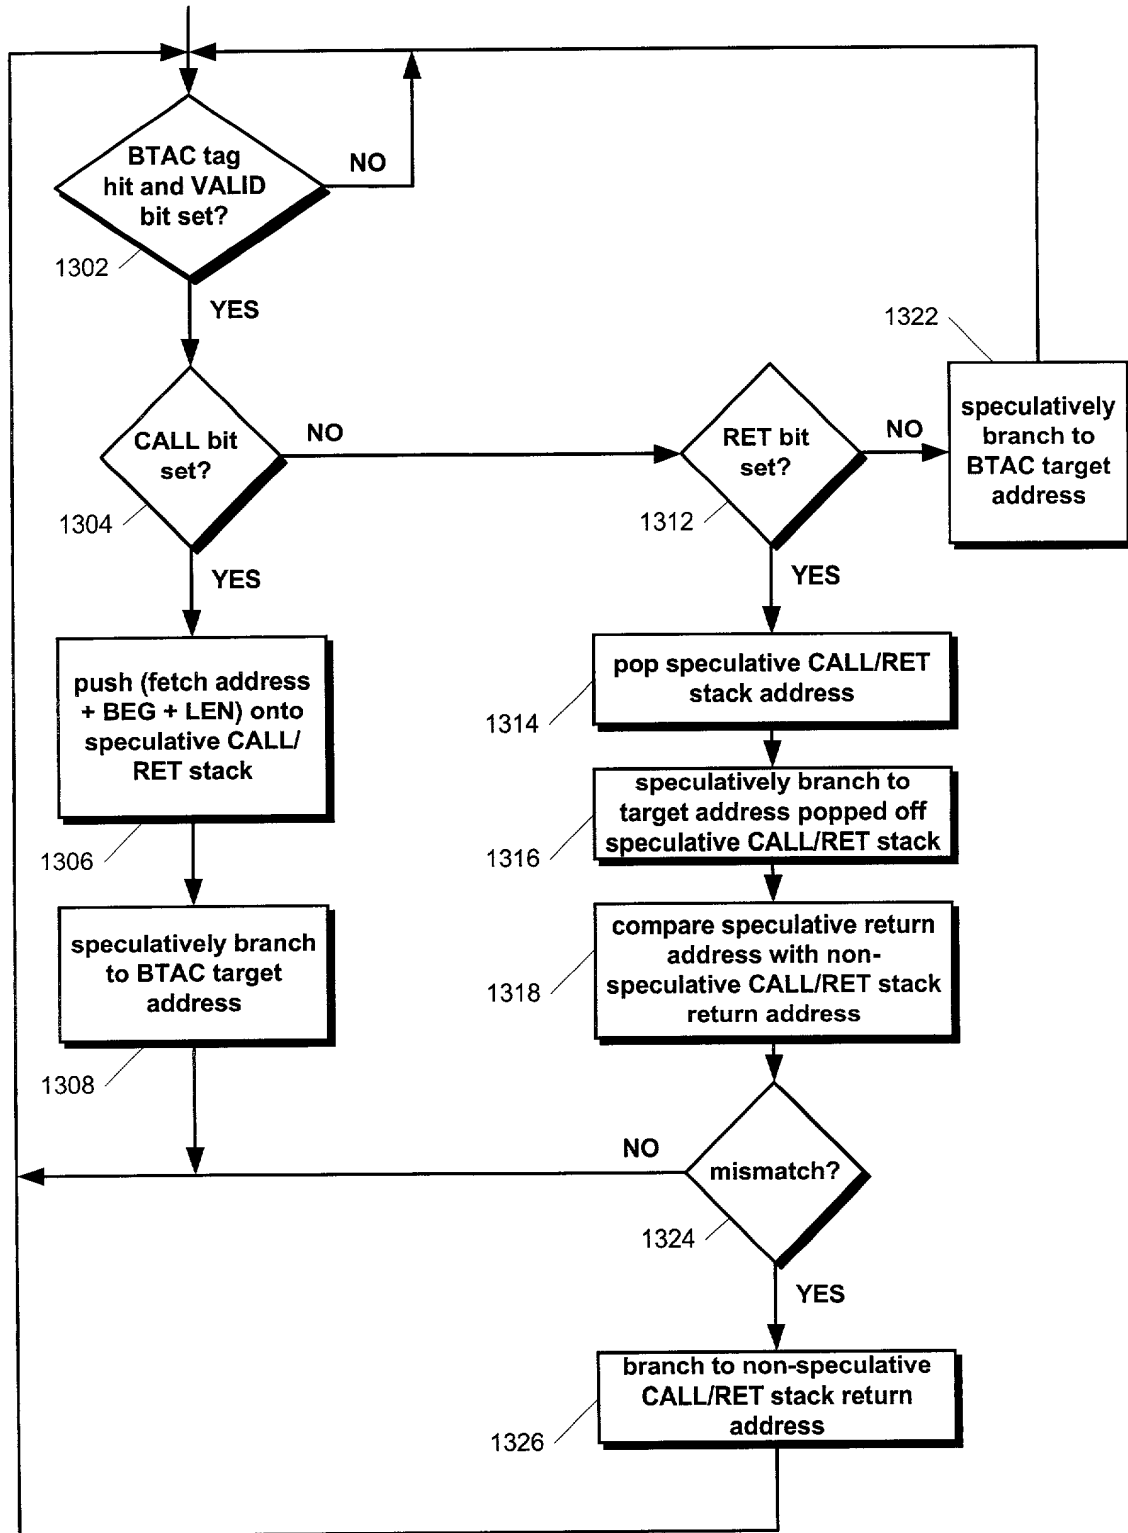 BTAC tag
hit and VALID
bit set?
NO
1302
YES
1322
CALL bit
set?
NO
RET bit
set?
NO
speculatively
branch to
BTAC target
address
1304
1312
YES
YES
push (fetch address
+ BEG + LEN) onto
speculative CALL/
RET stack
1306
pop speculative CALL/RET
stack address
1314
speculatively branch to
target address popped off
speculative CALL/RET stack
1316
speculatively branch
to BTAC target
address
1308
compare speculative return
address with non-
speculative CALL/RET stack
return address
1318
NO
mismatch?
1324
YES
branch to non-speculative
CALL/RET stack return
address
1326